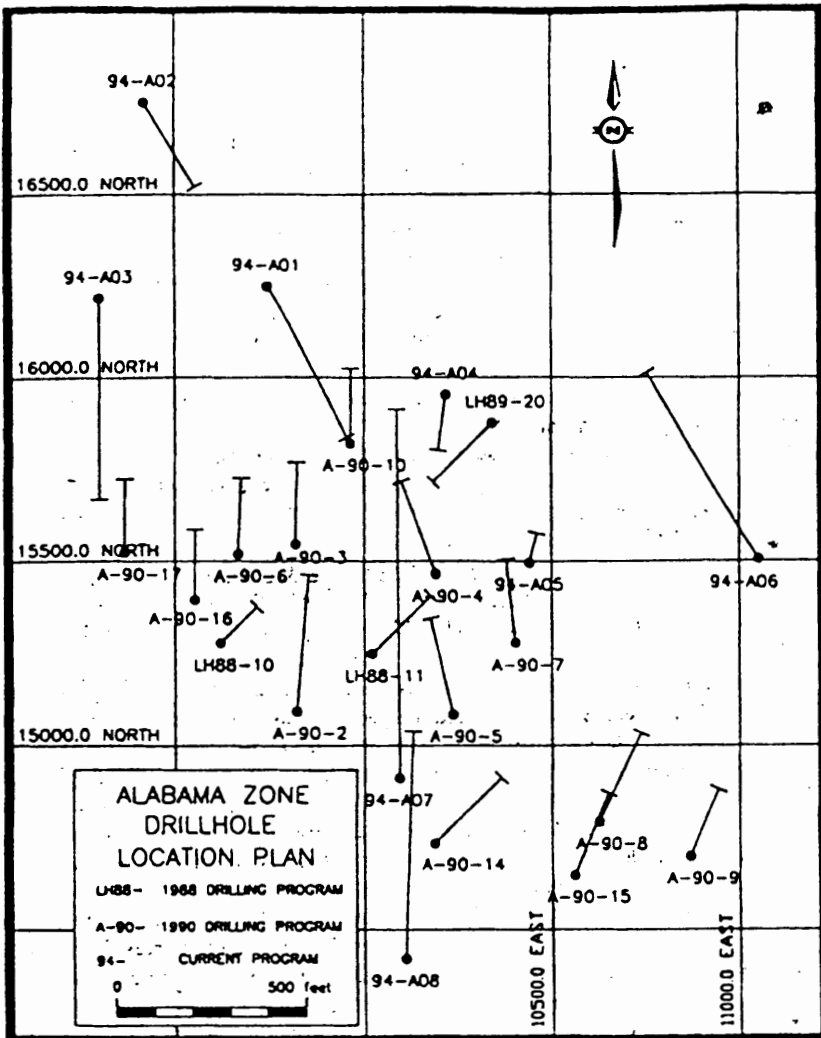 94-A02
16500.0 NORTH
N
94-A03
94-A01
16000.0 NORTH
94-A04
LH89-20
A-90-10
15500.0 NORTH
A-90-17
A-90-6
A-90-3
A-90-4
94-A05
94-A06
A-90-16
LH88-10
LH88-11
A-90-7
A-90-2
A-90-5
15000.0 NORTH
94-A07
A-90-14
A-90-8
A-90-9
A-90-15
94-A08
10500.0 EAST
11000.0 EAST
ALABAMA ZONE
DRILLHOLE
LOCATION PLAN
LH88- 1988 DRILLING PROGRAM
A-90- 1990 DRILLING PROGRAM
94- CURRENT PROGRAM
0 500 feet